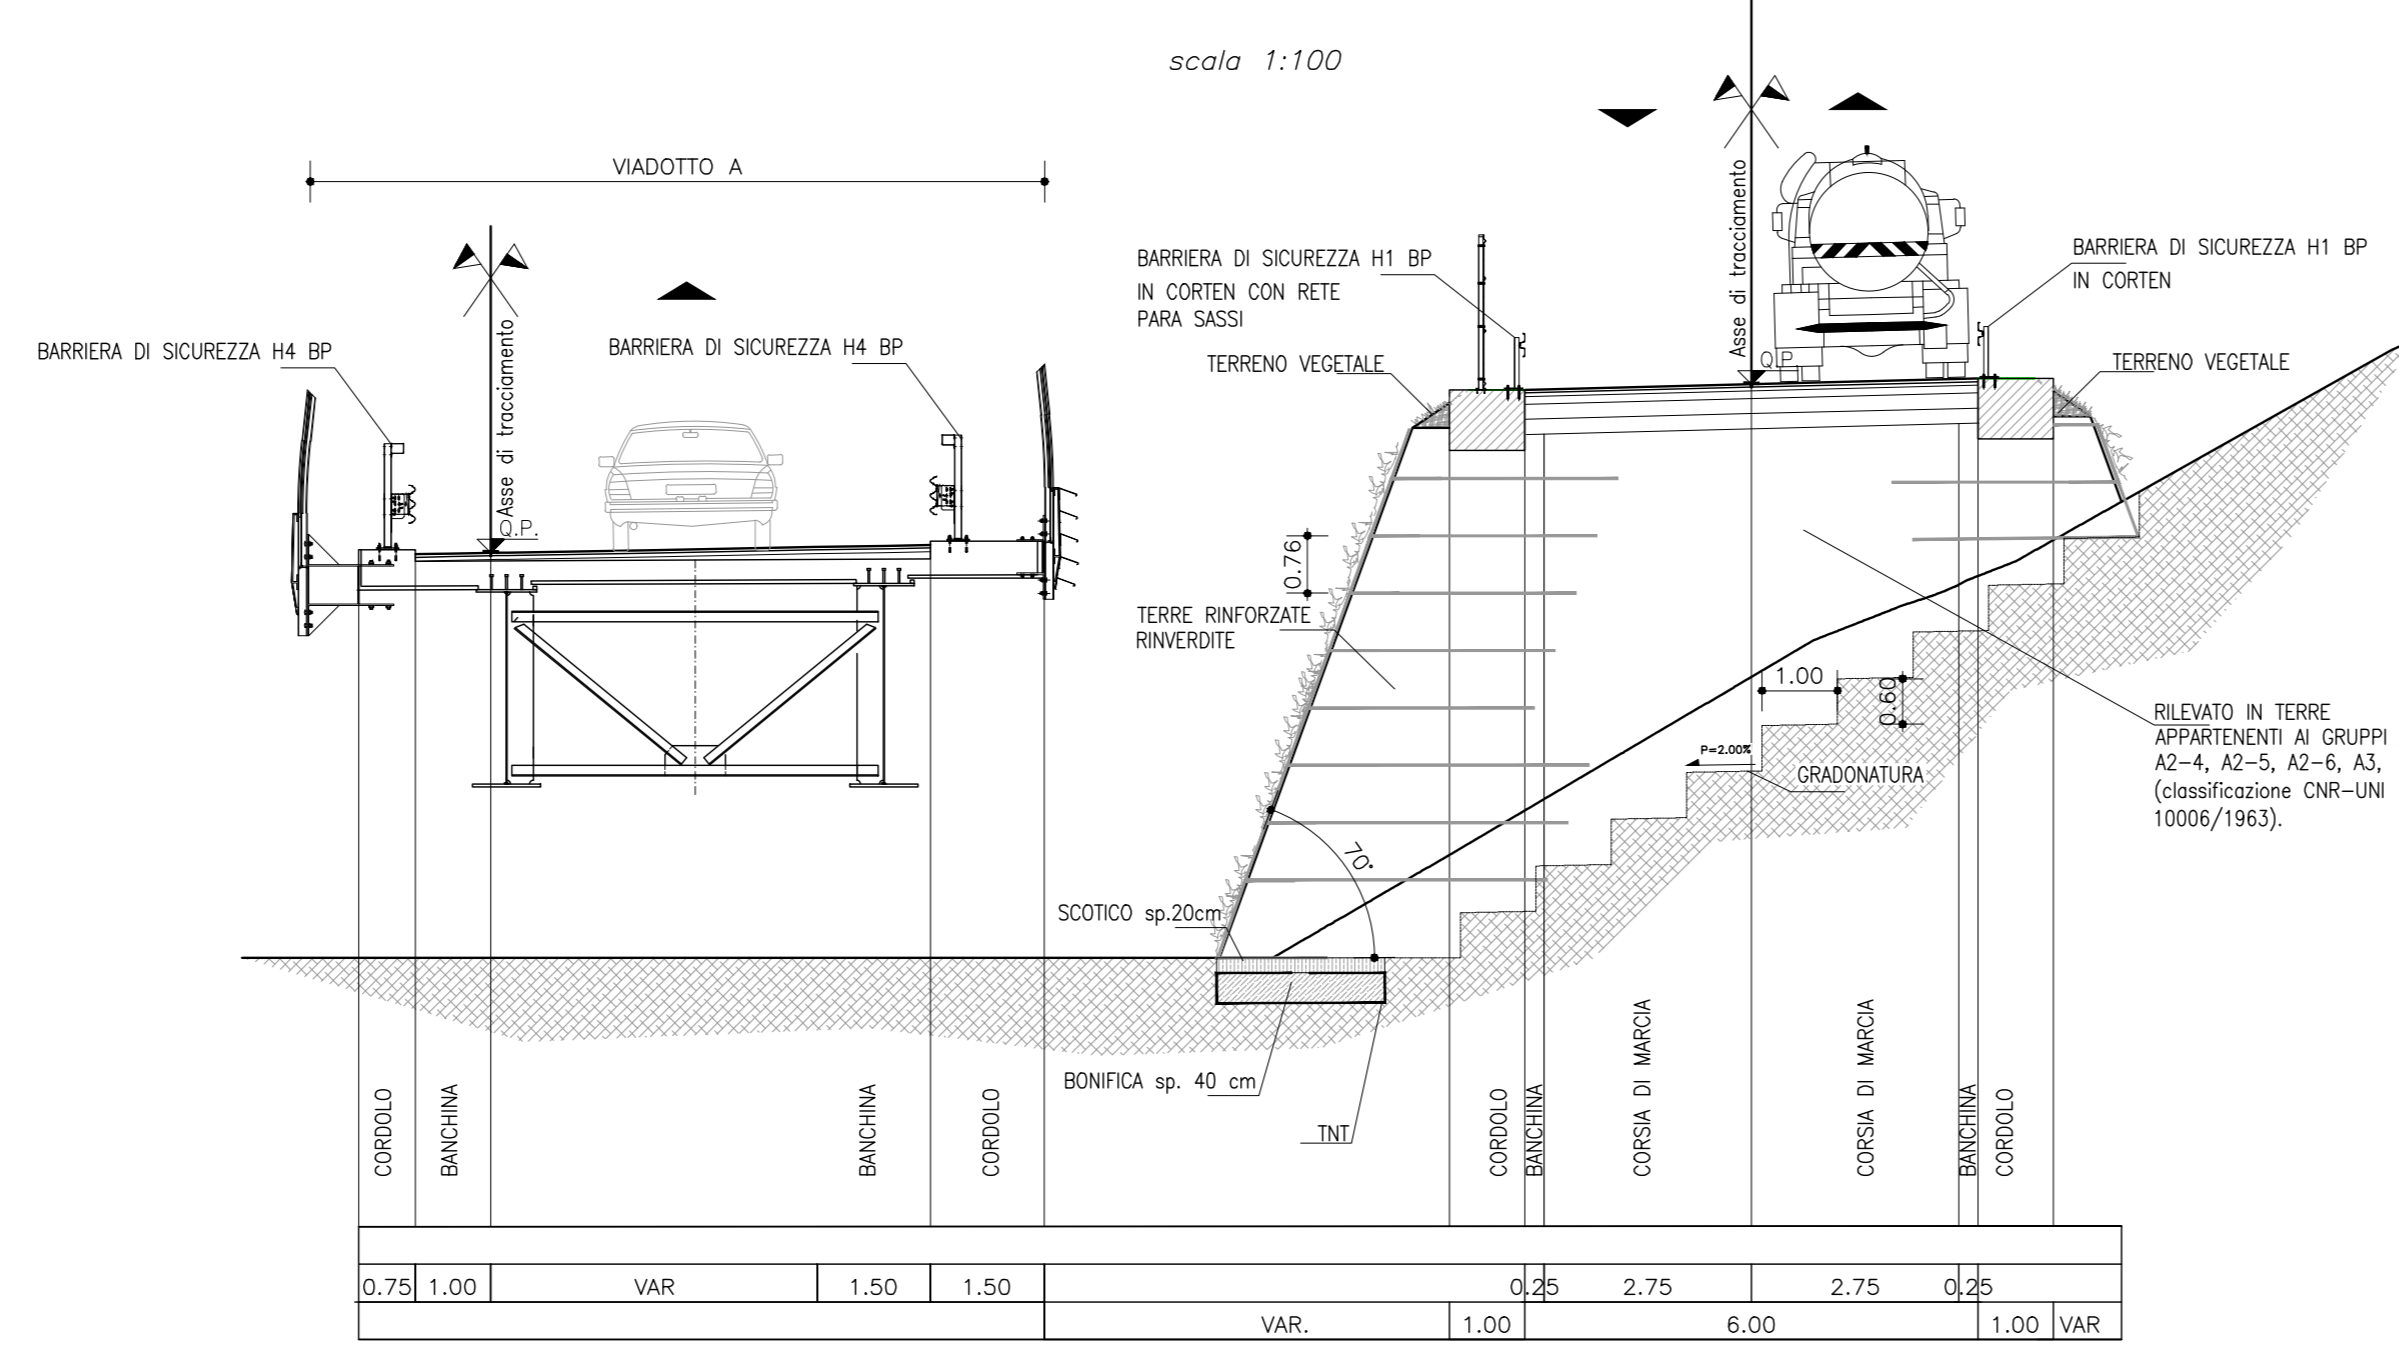 scala 1:100
VIADOTTO A
BARRIERA DI SICUREZZA H4 BP
Asse di tracciamento
Q.P.
BARRIERA DI SICUREZZA H4 BP
BARRIERA DI SICUREZZA H1 BP
IN CORTEN CON RETE
PARA SASSI
TERRENO VEGETALE
Asse di tracciamento
Q.P.
BARRIERA DI SICUREZZA H1 BP
IN CORTEN
TERRENO VEGETALE
0.76
TERRE RINFORZATE
RINVERDITE
1.00
0.60
P=2.00%
GRADONATURA
RILEVATO IN TERRE
APPARTENENTI AI GRUPPI
A2-4, A2-5, A2-6, A3,
(classificazione CNR-UNI
10006/1963).
70°
SCOTICO sp.20cm
BONIFICA sp. 40 cm
TNT
CORDOLO
BANCHINA
BANCHINA
CORDOLO
CORDOLO
BANCHINA
CORSIA DI MARCIA
CORSIA DI MARCIA
BANCHINA
CORDOLO
0.75 1.00 VAR 1.50 1.50 0.25 2.75 2.75 0.25
VAR. 1.00 6.00 1.00 VAR